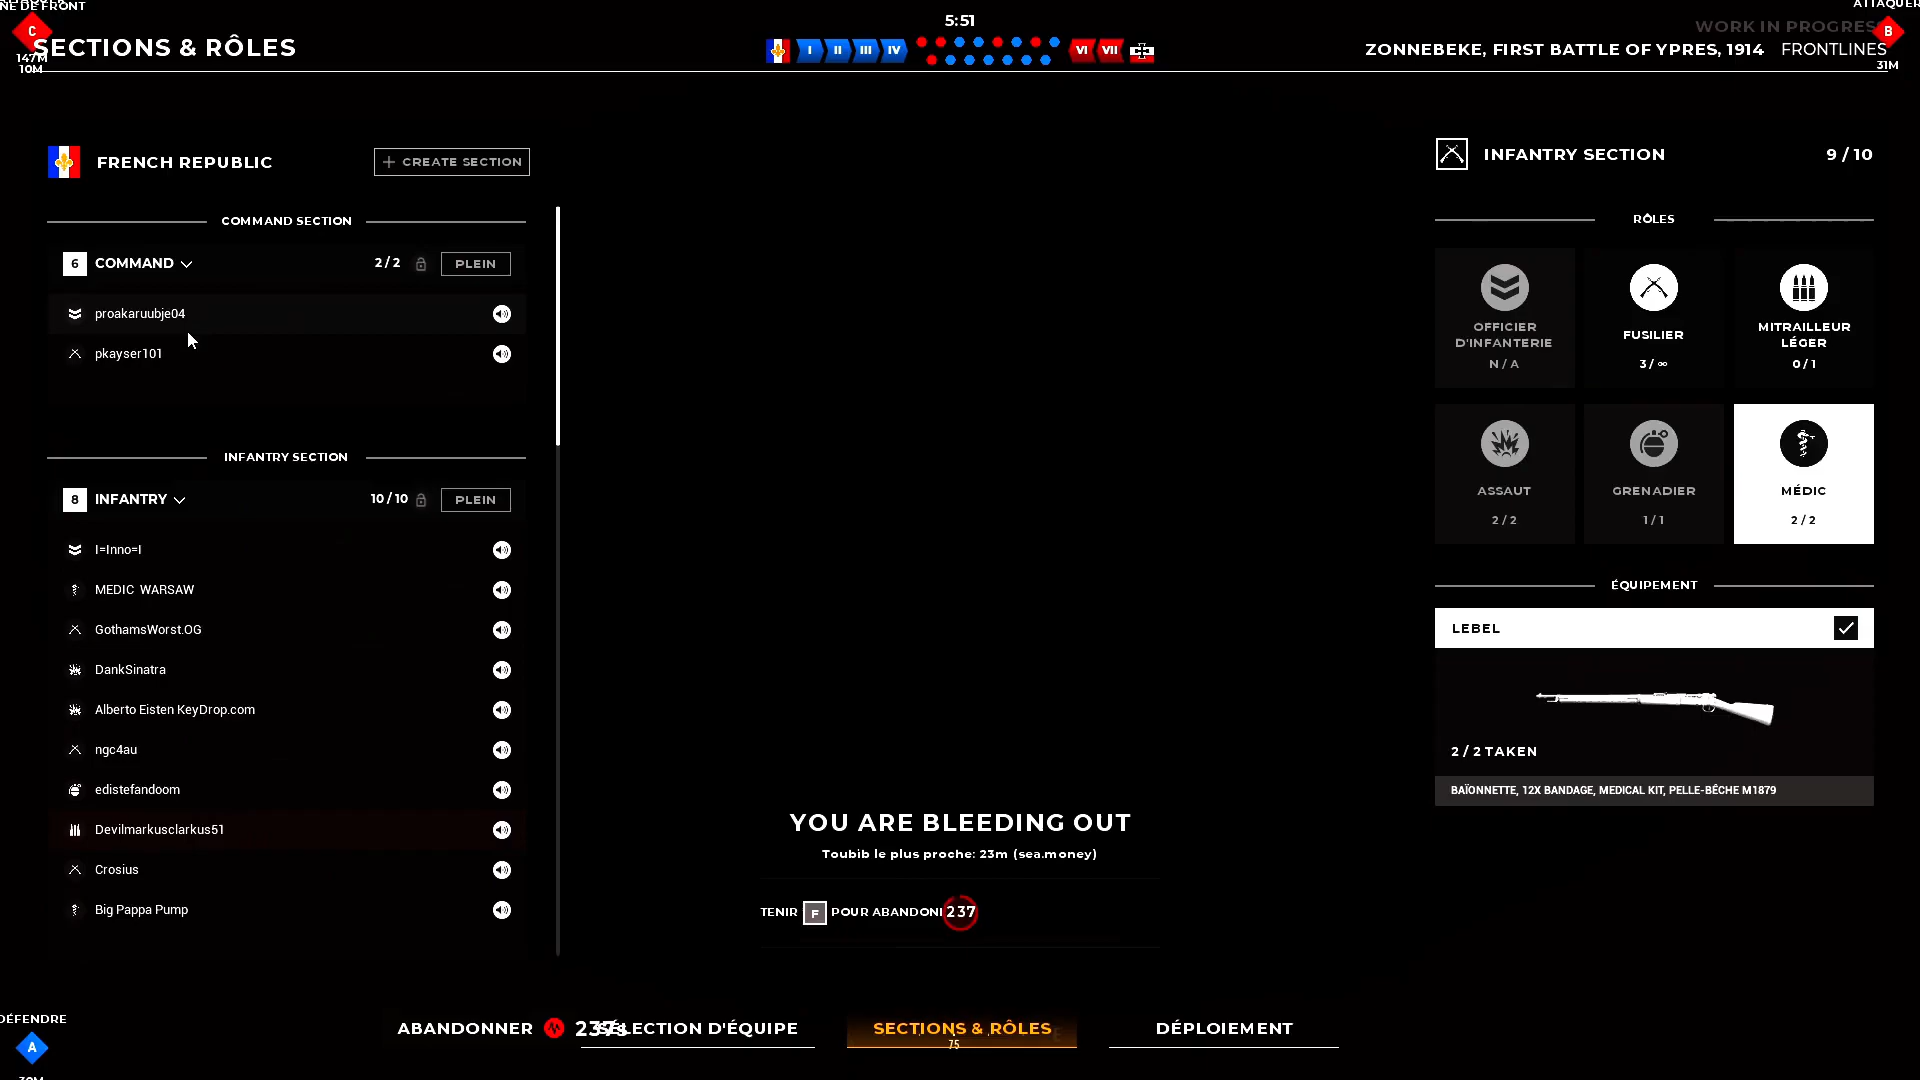 NE DE FRONT
C
147M
10M
SECTIONS & RÔLES
5:51
I II III IV
VI VII
WORK IN PROGRESS
ATTAQUER
B
31M
ZONNEBEKE, FIRST BATTLE OF YPRES, 1914 FRONTLINES
FRENCH REPUBLIC
+ CREATE SECTION
COMMAND SECTION
6 COMMAND 2 / 2 PLEIN
proakaruubje04
pkayser101
INFANTRY SECTION
8 INFANTRY 10 / 10 PLEIN
I=Inno=I
MEDIC WARSAW
GothamsWorst.OG
DankSinatra
Alberto Eisten KeyDrop.com
ngc4au
edistefandoom
Devilmarkusclarkus51
Crosius
Big Pappa Pump
INFANTRY SECTION 9 / 10
RÔLES
OFFICIER
D'INFANTERIE
N / A
FUSILIER
3 / ∞
MITRAILLEUR
LÉGER
0 / 1
ASSAUT
2 / 2
GRENADIER
1 / 1
MÉDIC
2 / 2
ÉQUIPEMENT
LEBEL
2 / 2 TAKEN
BAÏONNETTE, 12X BANDAGE, MEDICAL KIT, PELLE-BÊCHE M1879
YOU ARE BLEEDING OUT
Toubib le plus proche: 23m (sea.money)
TENIR F POUR ABANDONI 237
DÉFENDRE
A
ABANDONNER 237s SÉLECTION D'ÉQUIPE SECTIONS & RÔLES DÉPLOIEMENT
75